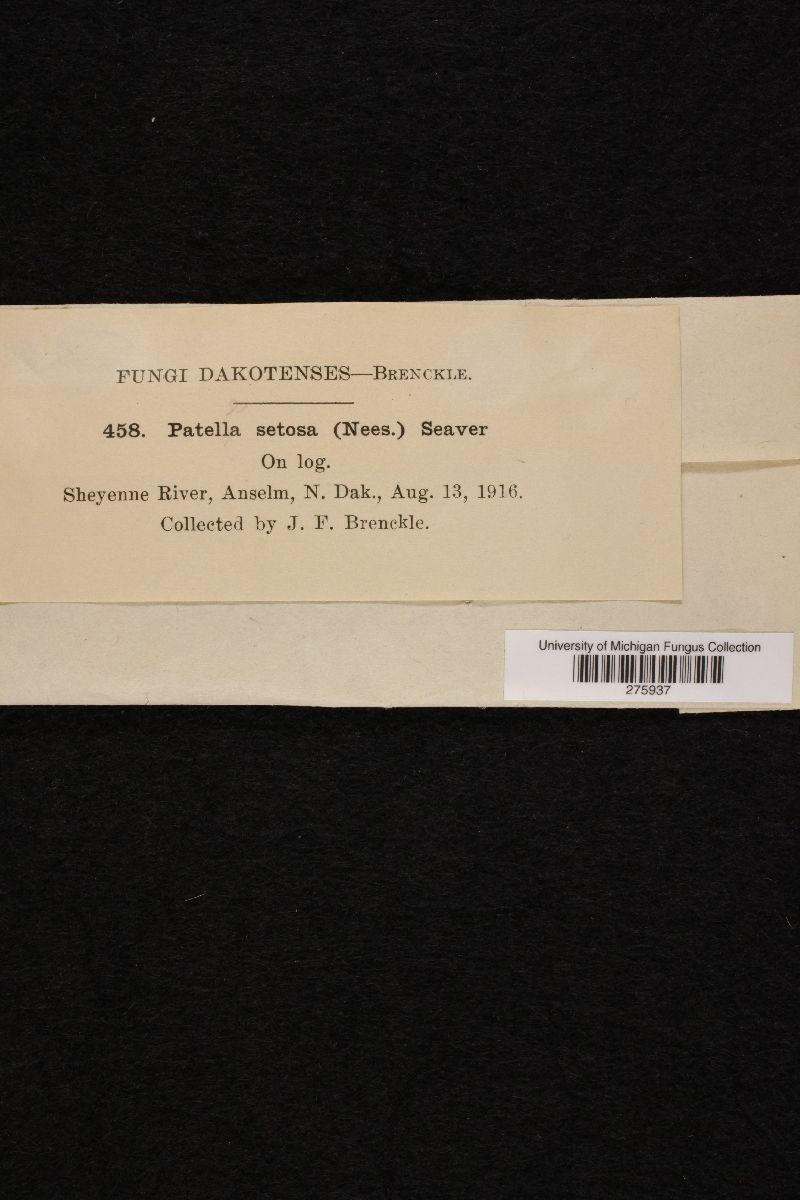 FUNGI DAKOTENSES—BRENCKLE.
458. Patella setosa (Nees.) Seaver
On log.
Sheyenne River, Anselm, N. Dak., Aug. 13, 1916.
Collected by J. F. Brenckle.
University of Michigan Fungus Collection
275937